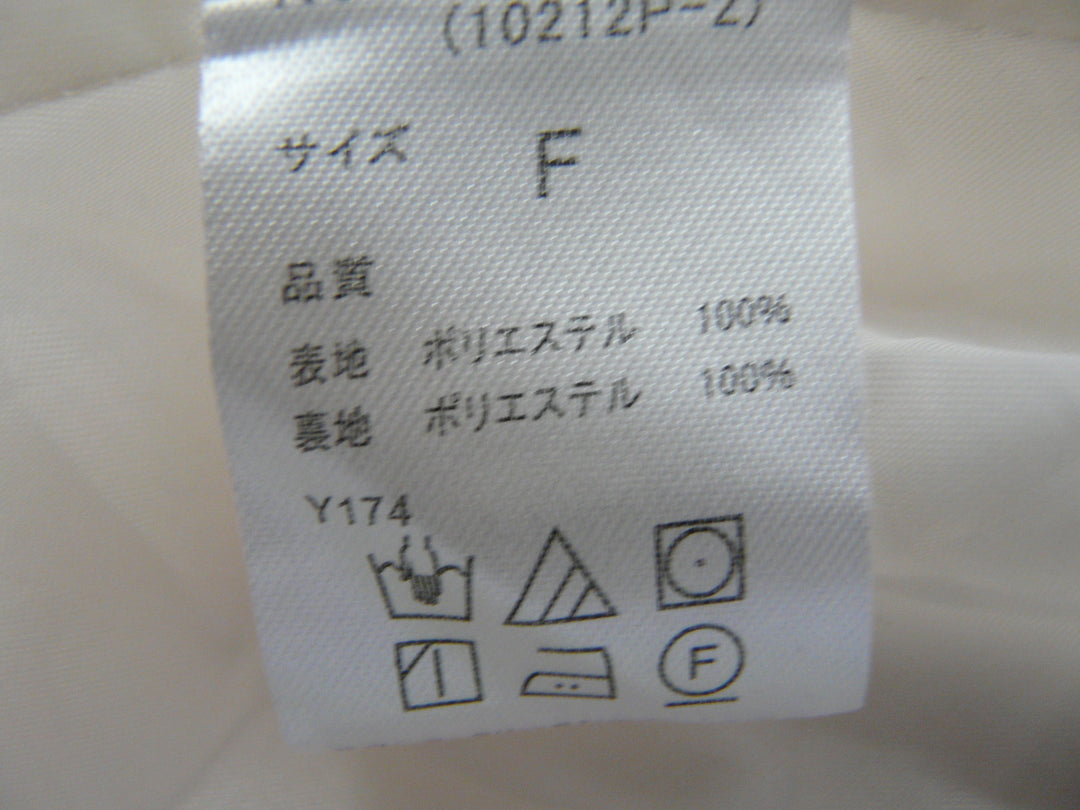 (10212P-2)
サイズ F
品質
表地 ポリエステル 100%
裏地 ポリエステル 100%
Y174
F